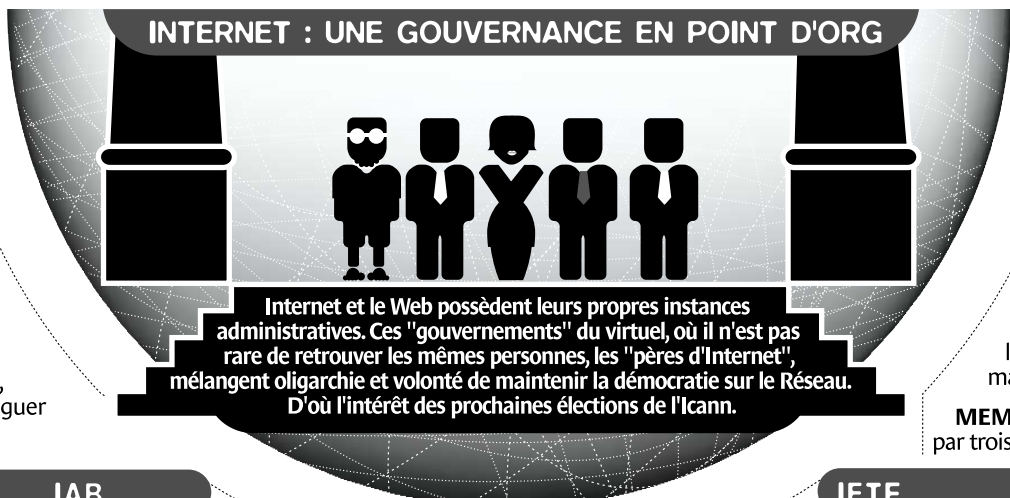 INTERNET : UNE GOUVERNANCE EN POINT D'ORG
Internet et le Web possèdent leurs propres instances
administratives. Ces "gouvernements" du virtuel, où il n'est pas
rare de retrouver les mêmes personnes, les "pères d'Internet",
mélangent oligarchie et volonté de maintenir la démocratie sur le Réseau.
D'où l'intérêt des prochaines élections de l'Icann.
guer
ma
MEM
par trois
IAB
IETF